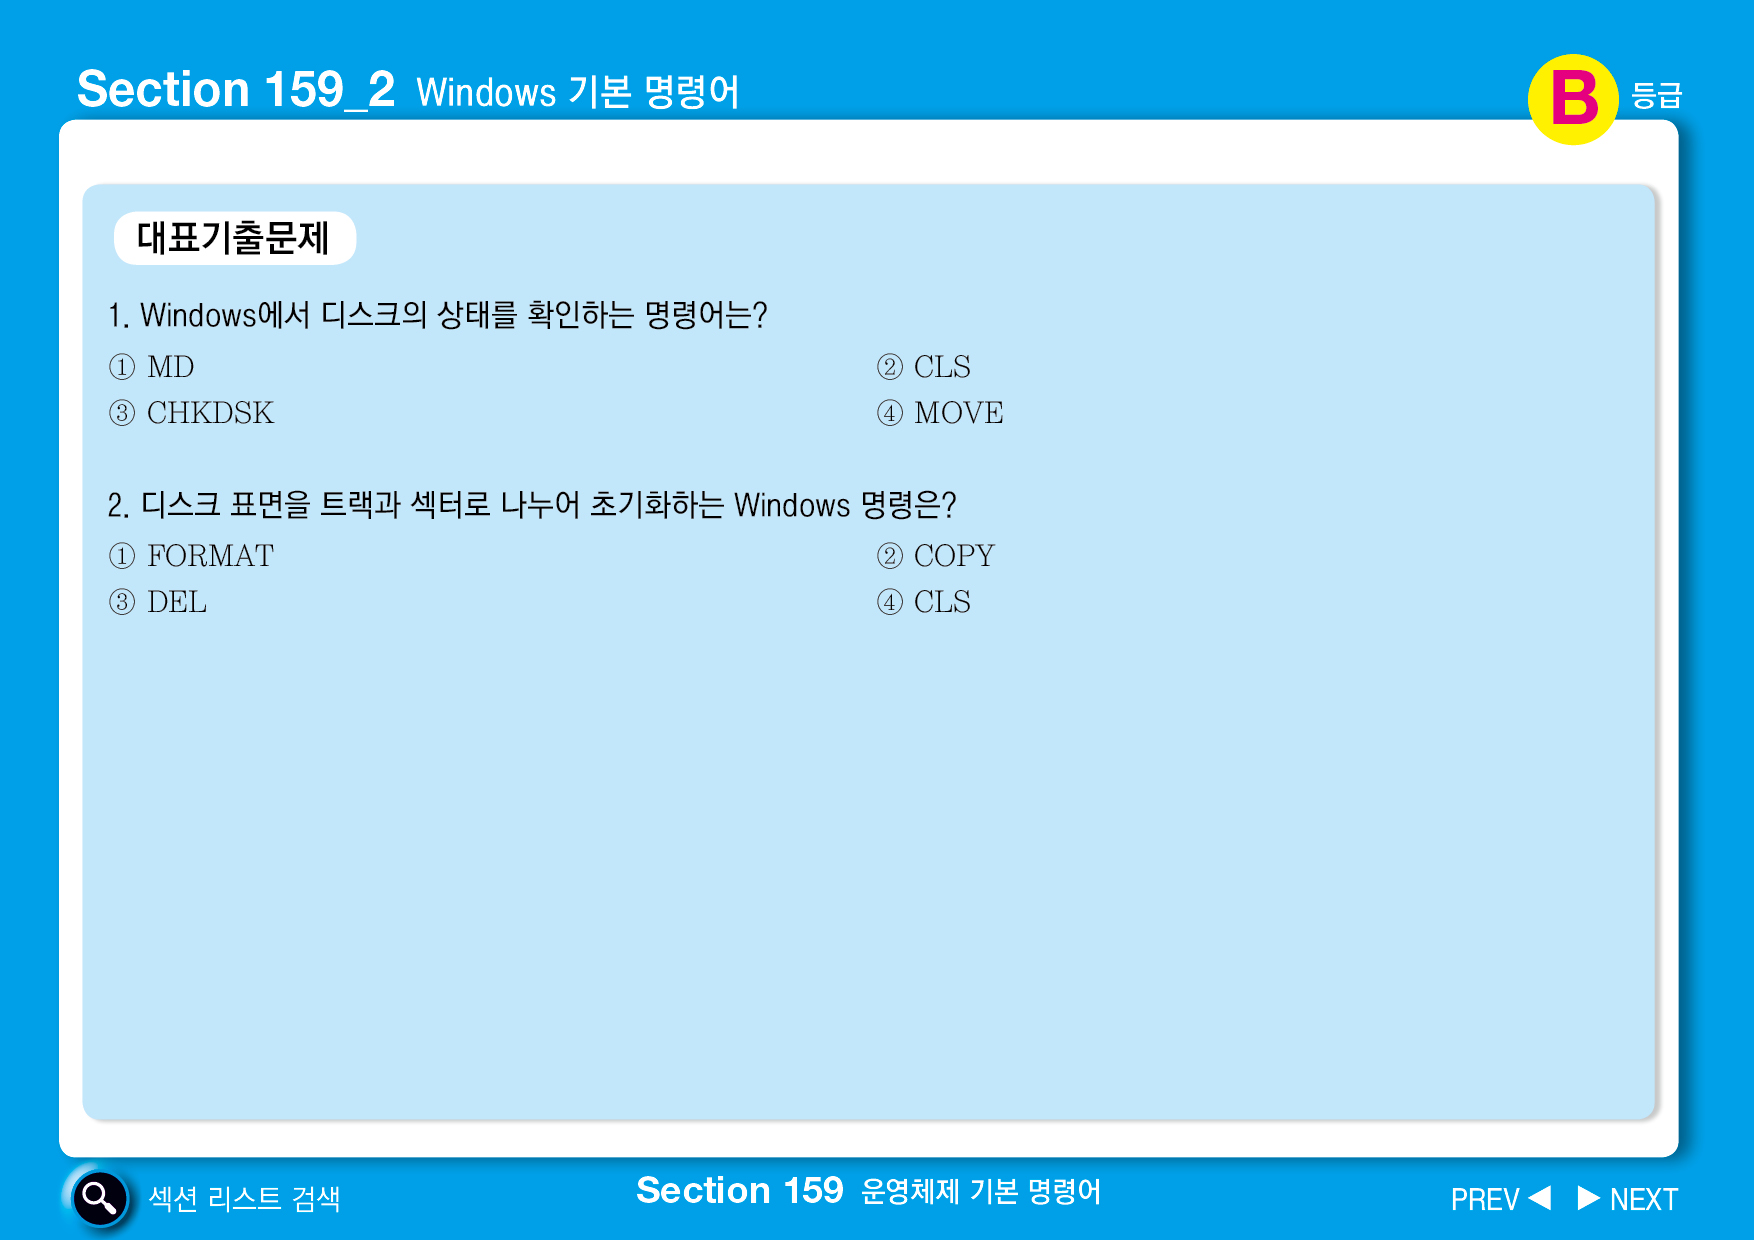 Section 159_2 Windows 기본 명령어
B 등급
대표기출문제
1. Windows에서 디스크의 상태를 확인하는 명령어는?
① MD ② CLS
③ CHKDSK ④ MOVE
2. 디스크 표면을 트랙과 섹터로 나누어 초기화하는 Windows 명령은?
① FORMAT ② COPY
③ DEL ④ CLS
섹션 리스트 검색 Section 159 운영체제 기본 명령어 PREV ◀ ▶ NEXT